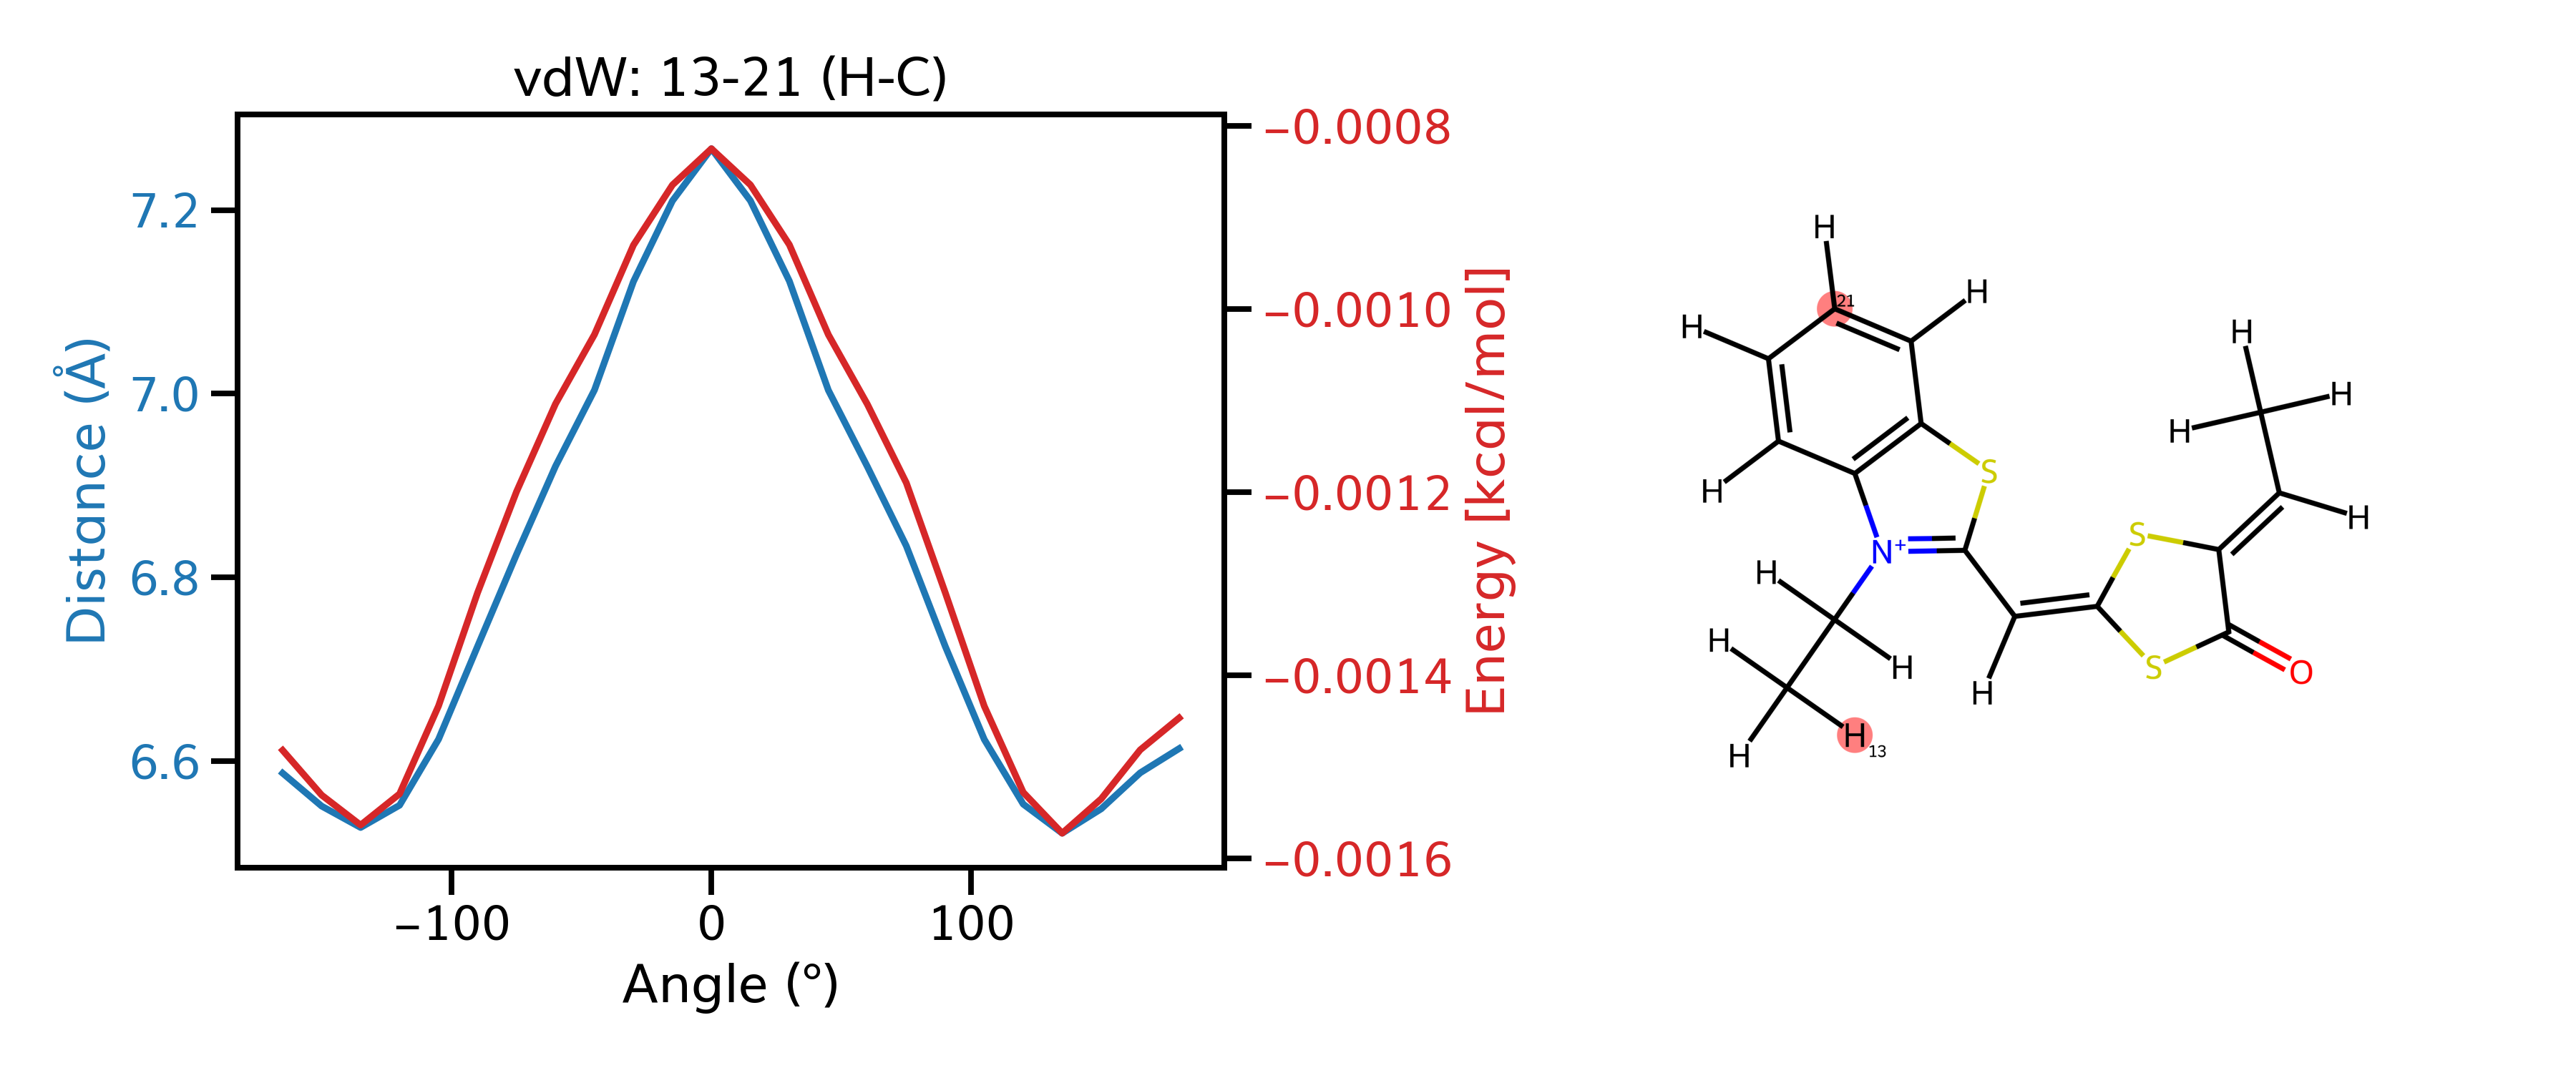 vdW: 13-21 (H-C)
7.2
7.0
6.8
6.6
Distance (Å)
−0.0008
−0.0010
−0.0012
−0.0014
−0.0016
Energy [kcal/mol]
−100 0 100
Angle (°)
H
21
H
H
H
H
H
H
S
S
H
N⁺
H
H
H
H
S
O
H
H
13
H